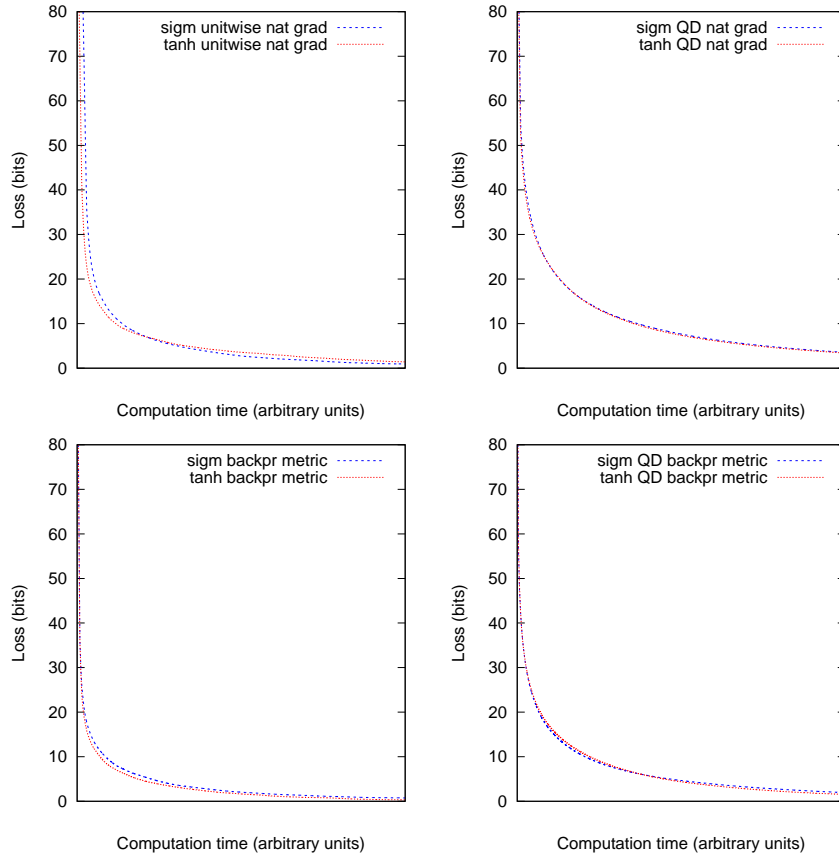 80
70
60
50
40
30
20
10
0
Loss (bits)
Computation time (arbitrary units)
sigm unitwise nat grad
tanh unitwise nat grad
80
70
60
50
40
30
20
10
0
Loss (bits)
Computation time (arbitrary units)
sigm QD nat grad
tanh QD nat grad
80
70
60
50
40
30
20
10
0
Loss (bits)
Computation time (arbitrary units)
sigm backpr metric
tanh backpr metric
80
70
60
50
40
30
20
10
0
Loss (bits)
Computation time (arbitrary units)
sigm QD backpr metric
tanh QD backpr metric